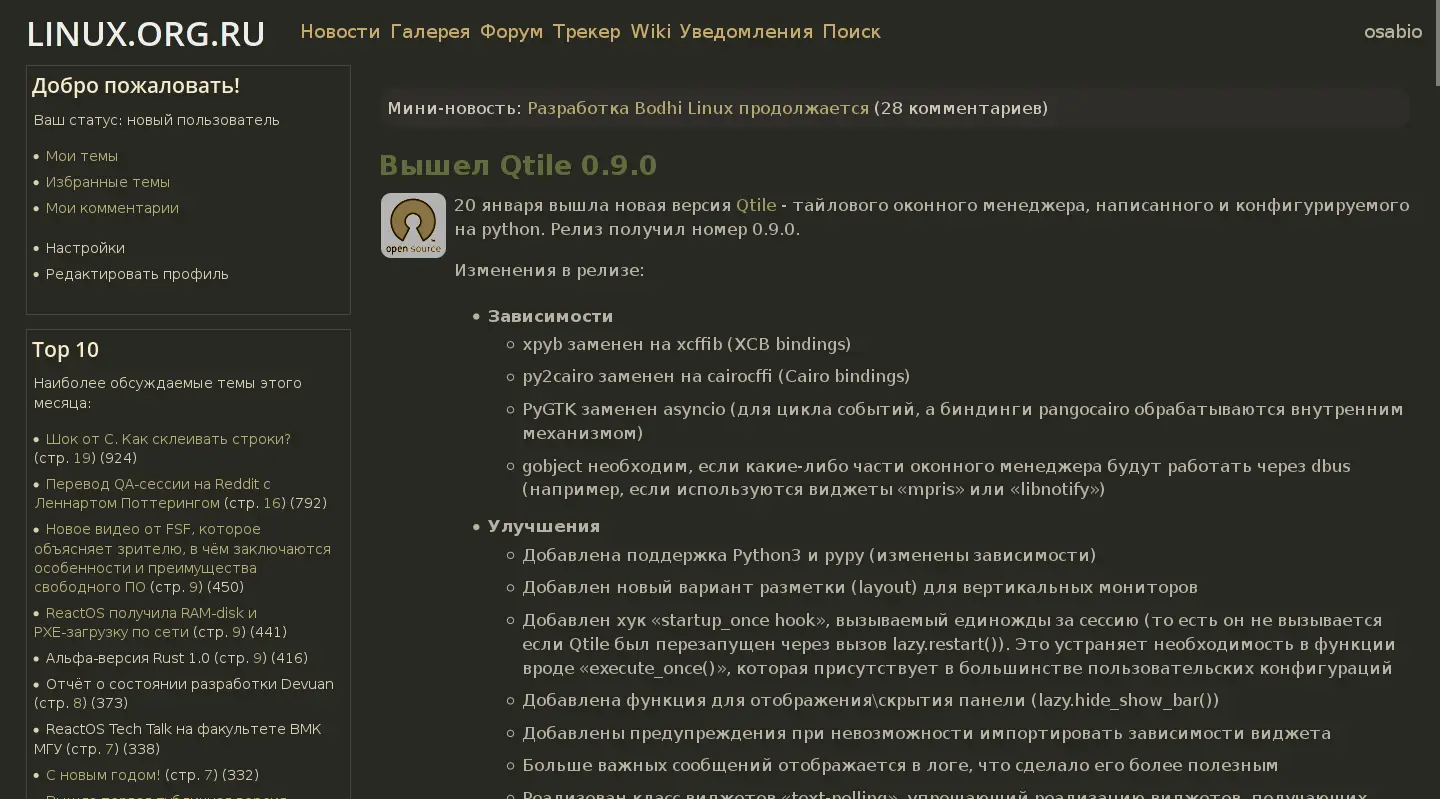 LINUX.ORG.RU
Новости Галерея Форум Трекер Wiki Уведомления Поиск
osabio
Добро пожаловать!
Ваш статус: новый пользователь
• Мои темы
• Избранные темы
• Мои комментарии
• Настройки
• Редактировать профиль
Top 10
Наиболее обсуждаемые темы этого
месяца:
• Шок от С. Как склеивать строки?
(стр. 19) (924)
• Перевод QA-сессии на Reddit с
Леннартом Поттерингом (стр. 16) (792)
• Новое видео от FSF, которое
объясняет зрителю, в чём заключаются
особенности и преимущества
свободного ПО (стр. 9) (450)
• ReactOS получила RAM-disk и
PXE-загрузку по сети (стр. 9) (441)
• Альфа-версия Rust 1.0 (стр. 9) (416)
• Отчёт о состоянии разработки Devuan
(стр. 8) (373)
• ReactOS Tech Talk на факультете ВМК
МГУ (стр. 7) (338)
• С новым годом! (стр. 7) (332)
Мини-новость: Разработка Bodhi Linux продолжается (28 комментариев)
Вышел Qtile 0.9.0
open source
20 января вышла новая версия Qtile - тайлового оконного менеджера, написанного и конфигурируемого
на python. Релиз получил номер 0.9.0.
Изменения в релизе:
• Зависимости
◦ xpyb заменен на xcffib (XCB bindings)
◦ py2cairo заменен на cairocffi (Cairo bindings)
◦ PyGTK заменен asyncio (для цикла событий, а биндинги pangocairo обрабатываются внутренним
механизмом)
◦ gobject необходим, если какие-либо части оконного менеджера будут работать через dbus
(например, если используются виджеты «mpris» или «libnotify»)
• Улучшения
◦ Добавлена поддержка Python3 и pypy (изменены зависимости)
◦ Добавлен новый вариант разметки (layout) для вертикальных мониторов
◦ Добавлен хук «startup_once hook», вызываемый единожды за сессию (то есть он не вызывается
если Qtile был перезапущен через вызов lazy.restart()). Это устраняет необходимость в функции
вроде «execute_once()», которая присутствует в большинстве пользовательских конфигураций
◦ Добавлена функция для отображения\скрытия панели (lazy.hide_show_bar())
◦ Добавлены предупреждения при невозможности импортировать зависимости виджета
◦ Больше важных сообщений отображается в логе, что сделало его более полезным
◦ Реализован класс виджетов «text-polling», упрощающий реализацию виджетов, получающих